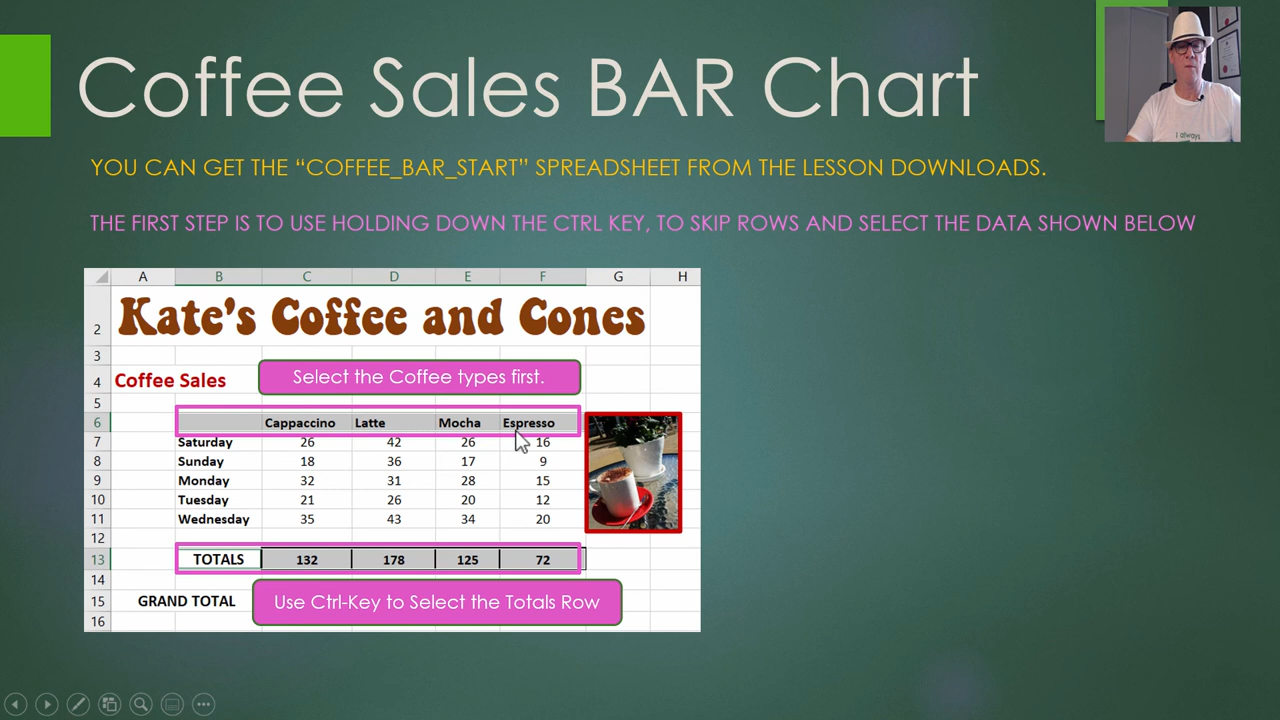 Coffee Sales BAR Chart
I always
YOU CAN GET THE “COFFEE_BAR_START” SPREADSHEET FROM THE LESSON DOWNLOADS.
THE FIRST STEP IS TO USE HOLDING DOWN THE CTRL KEY, TO SKIP ROWS AND SELECT THE DATA SHOWN BELOW
A B C D E F G H
2 Kate's Coffee and Cones
3
4 Coffee Sales Select the Coffee types first.
5
6 Cappaccino Latte Mocha Espresso
7 Saturday 26 42 26 16
8 Sunday 18 36 17 9
9 Monday 32 31 28 15
10 Tuesday 21 26 20 12
11 Wednesday 35 43 34 20
12
13 TOTALS 132 178 125 72
14
15 GRAND TOTAL Use Ctrl-Key to Select the Totals Row
16